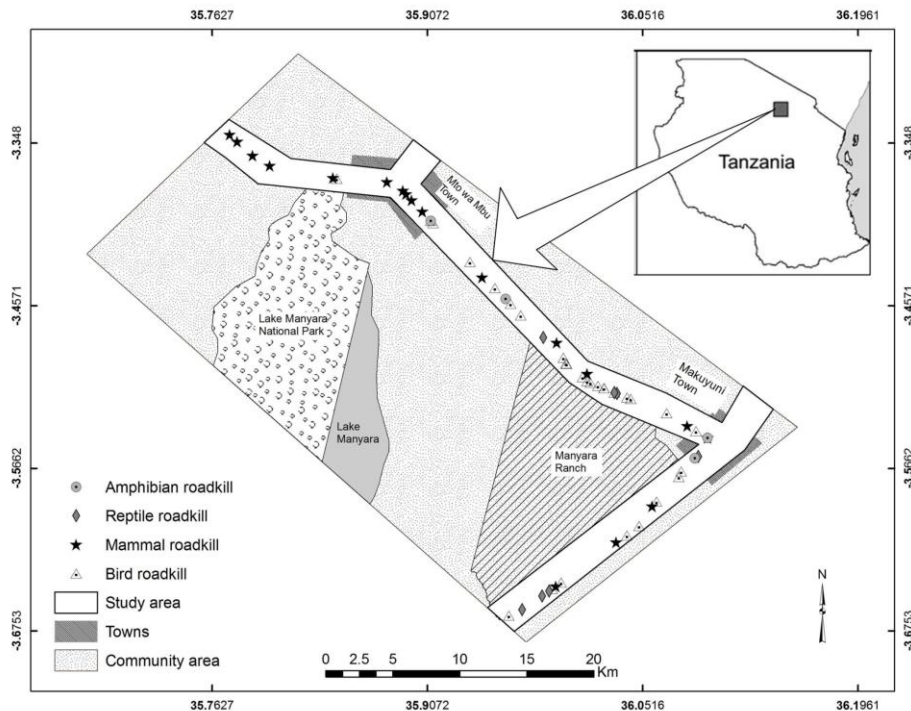 35.7627 35.9072 36.0516 36.1961
-3.348
-3.348
Tanzania
Mto wa Mbu
Town
-3.4571
-3.4571
Lake Manyara
National Park
Makuyuni
Town
Lake
Manyara
Manyara
Ranch
-3.5662
-3.5662
Amphibian roadkill
Reptile roadkill
Mammal roadkill
Bird roadkill
Study area
Towns
Community area
N
-3.6753
-3.6753
0 2.5 5 10 15 20
Km
35.7627 35.9072 36.0516 36.1961